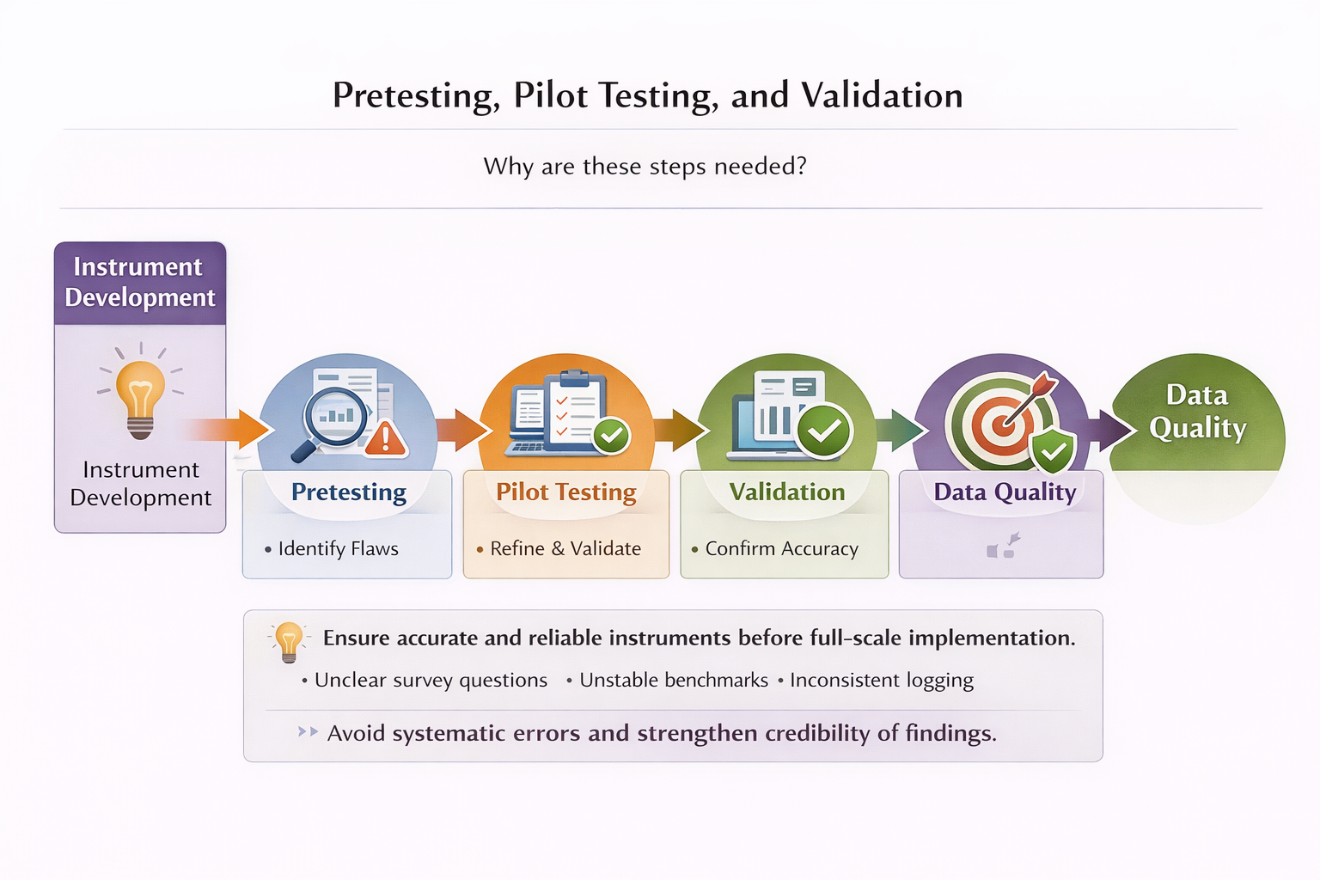 Pretesting, Pilot Testing, and Validation
Why are these steps needed?
Instrument
Development
Instrument
Development
Pretesting
• Identify Flaws
Pilot Testing
• Refine & Validate
Validation
• Confirm Accuracy
Data Quality
Data
Quality
Ensure accurate and reliable instruments before full-scale implementation.
• Unclear survey questions • Unstable benchmarks • Inconsistent logging
Avoid systematic errors and strengthen credibility of findings.